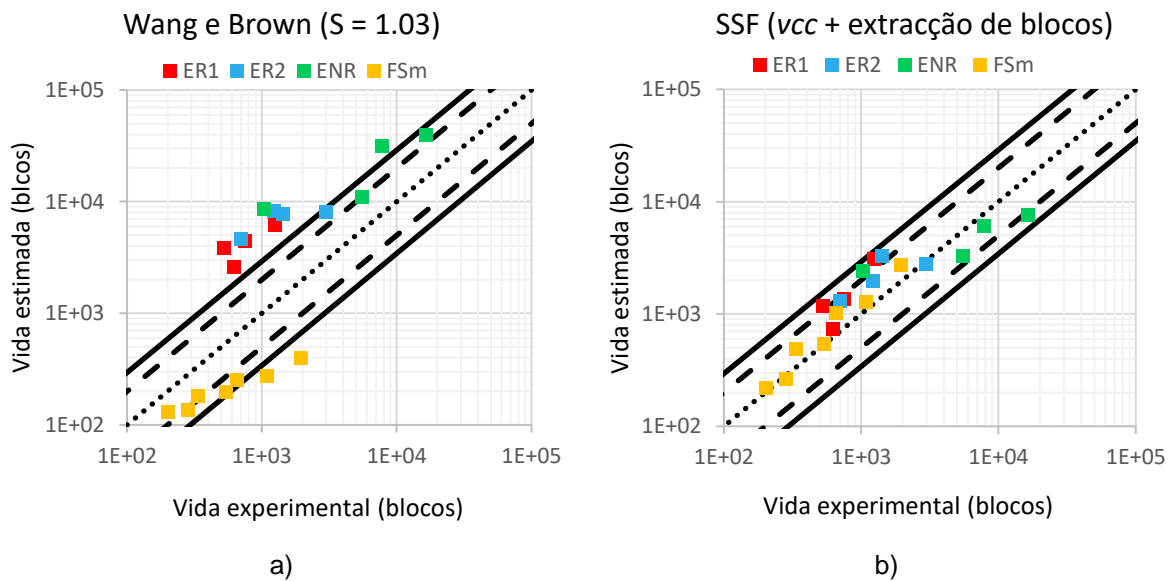 Wang e Brown (S = 1.03)
ER1 ER2 ENR FSm
1E+05
1E+04
1E+03
1E+02
1E+02 1E+03 1E+04 1E+05
Vida estimada (blcos)
Vida experimental (blocos)
a)
SSF (vcc + extracção de blocos)
ER1 ER2 ENR FSm
1E+05
1E+04
1E+03
1E+02
1E+02 1E+03 1E+04 1E+05
Vida estimada (blocos)
Vida experimental (blocos)
b)